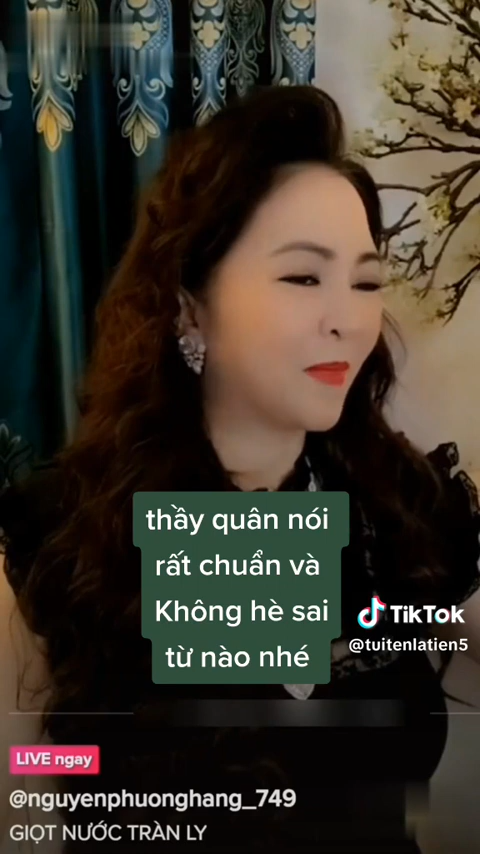 thầy quân nói
rất chuẩn và
Không hè sai
từ nào nhé
TikTok
@tuitenlatien5
LIVE ngay
@nguyenphuonghang_749
GIỌT NƯỚC TRÀN LY